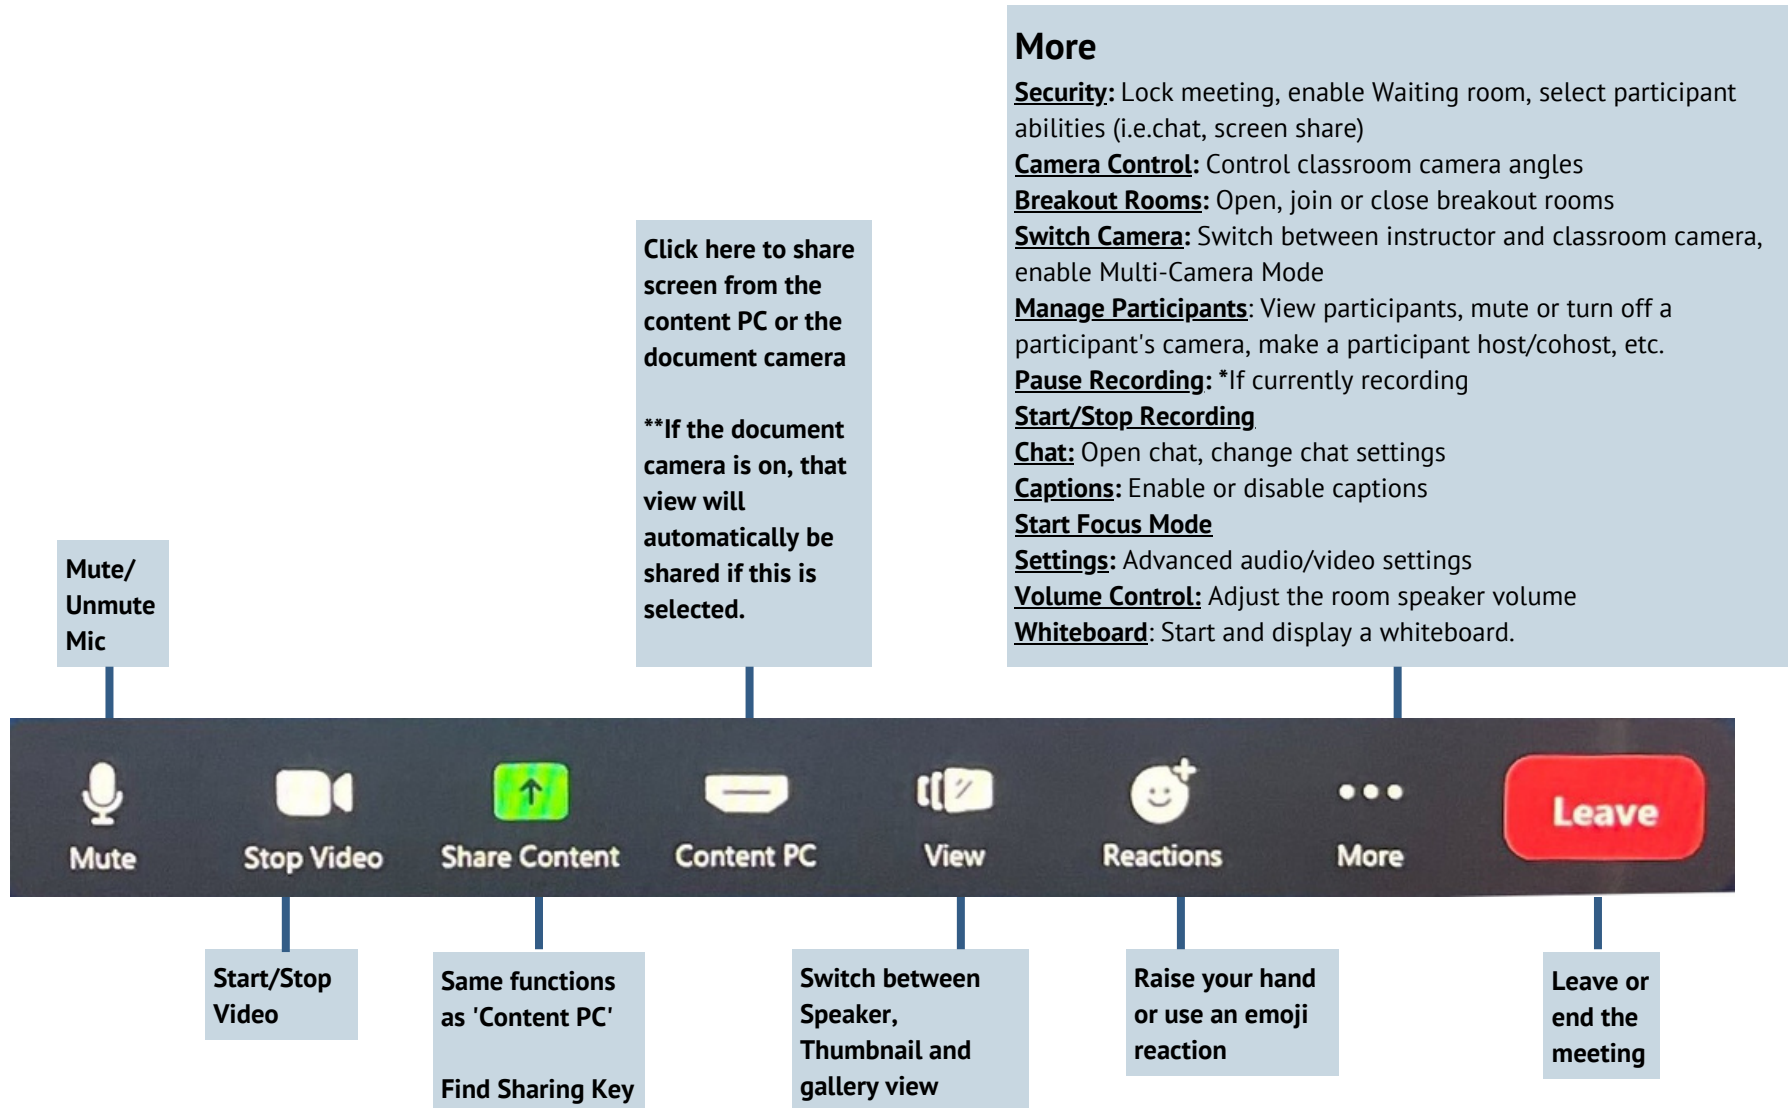 More
Security: Lock meeting, enable Waiting room, select participant
abilities (i.e.chat, screen share)
Camera Control: Control classroom camera angles
Breakout Rooms: Open, join or close breakout rooms
Switch Camera: Switch between instructor and classroom camera,
enable Multi-Camera Mode
Manage Participants: View participants, mute or turn off a
participant's camera, make a participant host/cohost, etc.
Pause Recording: *If currently recording
Start/Stop Recording
Chat: Open chat, change chat settings
Captions: Enable or disable captions
Start Focus Mode
Settings: Advanced audio/video settings
Volume Control: Adjust the room speaker volume
Whiteboard: Start and display a whiteboard.
Click here to share
screen from the
content PC or the
document camera
**If the document
camera is on, that
view will
automatically be
shared if this is
selected.
Mute/
Unmute
Mic
Mute
Stop Video
Share Content
Content PC
View
Reactions
More
Leave
Start/Stop
Video
Same functions
as 'Content PC'
Find Sharing Key
Switch between
Speaker,
Thumbnail and
gallery view
Raise your hand
or use an emoji
reaction
Leave or
end the
meeting